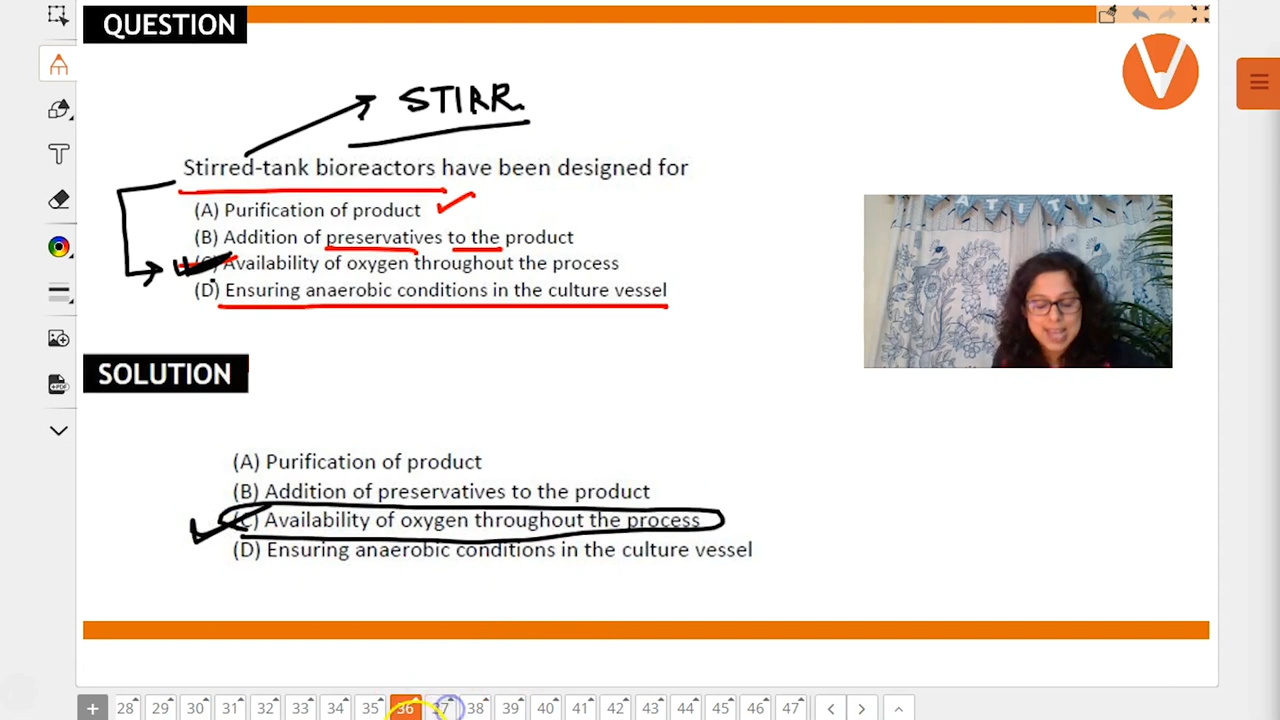 QUESTION
STIRR
Stirred-tank bioreactors have been designed for
(A) Purification of product
(B) Addition of preservatives to the product
Availability of oxygen throughout the process
(D) Ensuring anaerobic conditions in the culture vessel
SOLUTION
(A) Purification of product
(B) Addition of preservatives to the product
(C) Availability of oxygen throughout the process
(D) Ensuring anaerobic conditions in the culture vessel
28 29 30 31 32 33 34 35 36 37 38 39 40 41 42 43 44 45 46 47